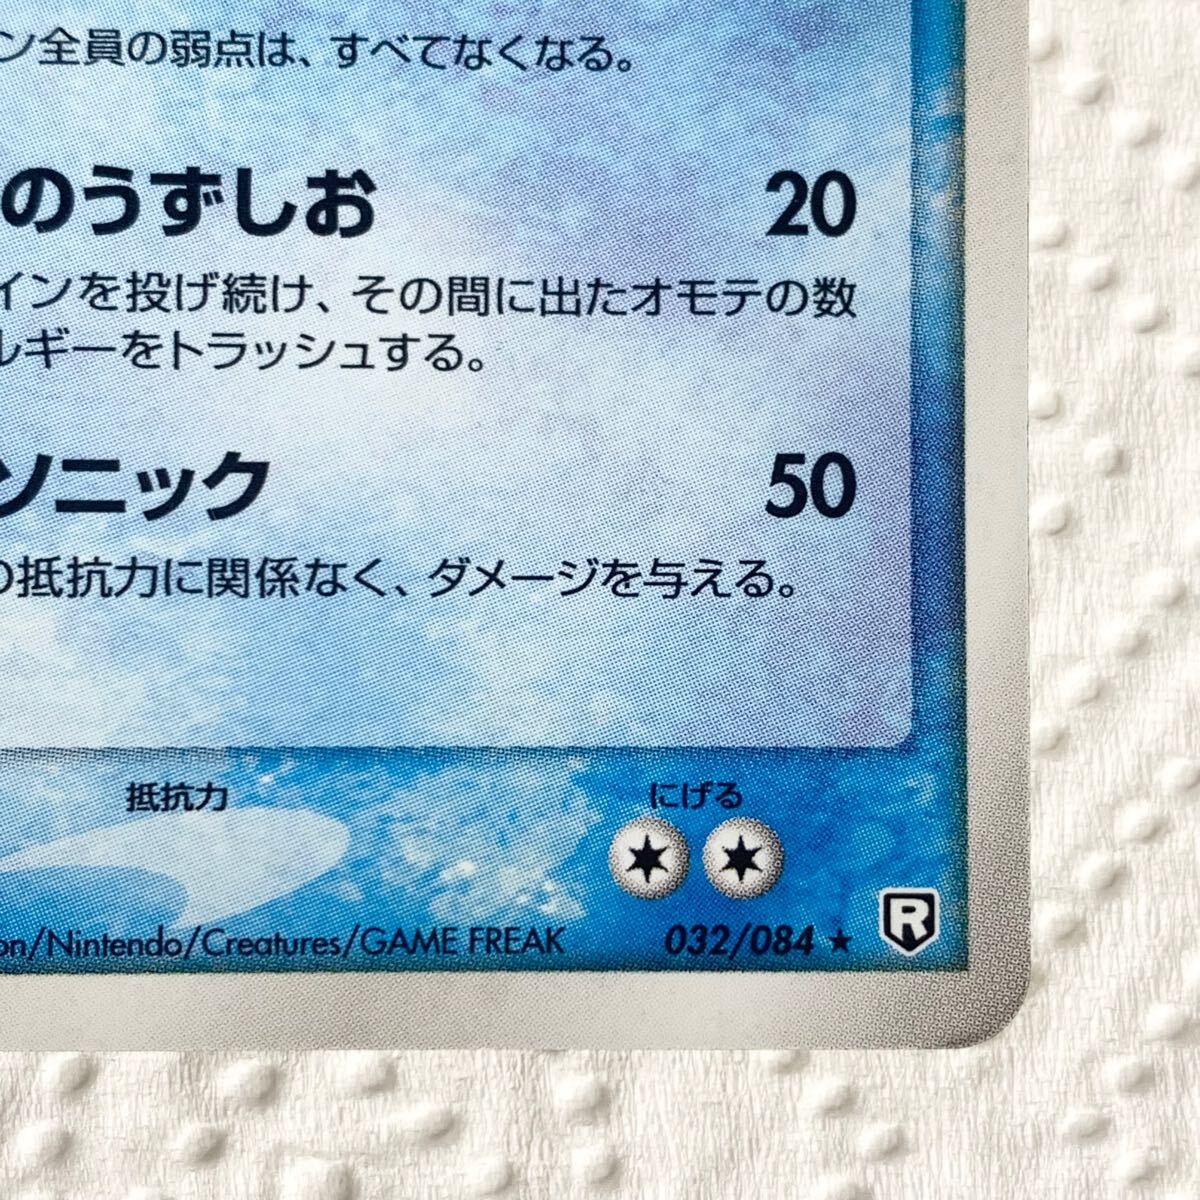 ン全員の弱点は、すべてなくなる。
のうずしお 20
インを投げ続け、その間に出たオモテの数
ルギーをトラッシュする。
ソニック 50
の抵抗力に関係なく、ダメージを与える。
抵抗力 にげる
on/Nintendo/Creatures/GAME FREAK 032/084 ★ R